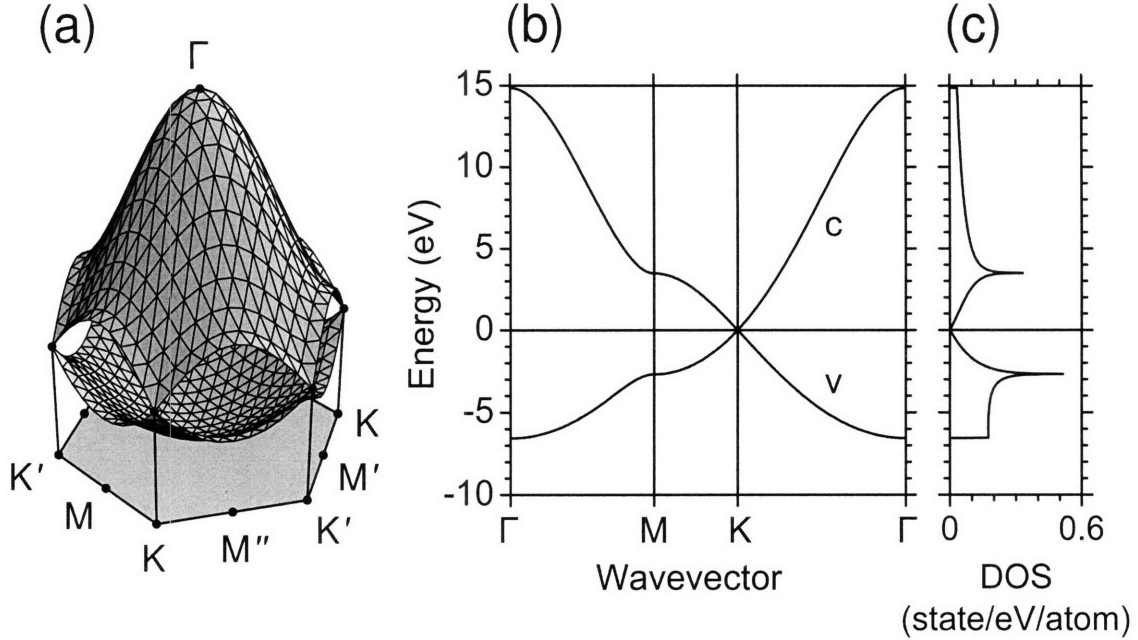 (a)
Γ
K′
M
K
M″
K′
M′
K
(b)
Energy (eV)
15
10
5
0
-5
-10
c
v
Γ
M
K
Γ
Wavevector
(c)
0
0.6
DOS
(state/eV/atom)